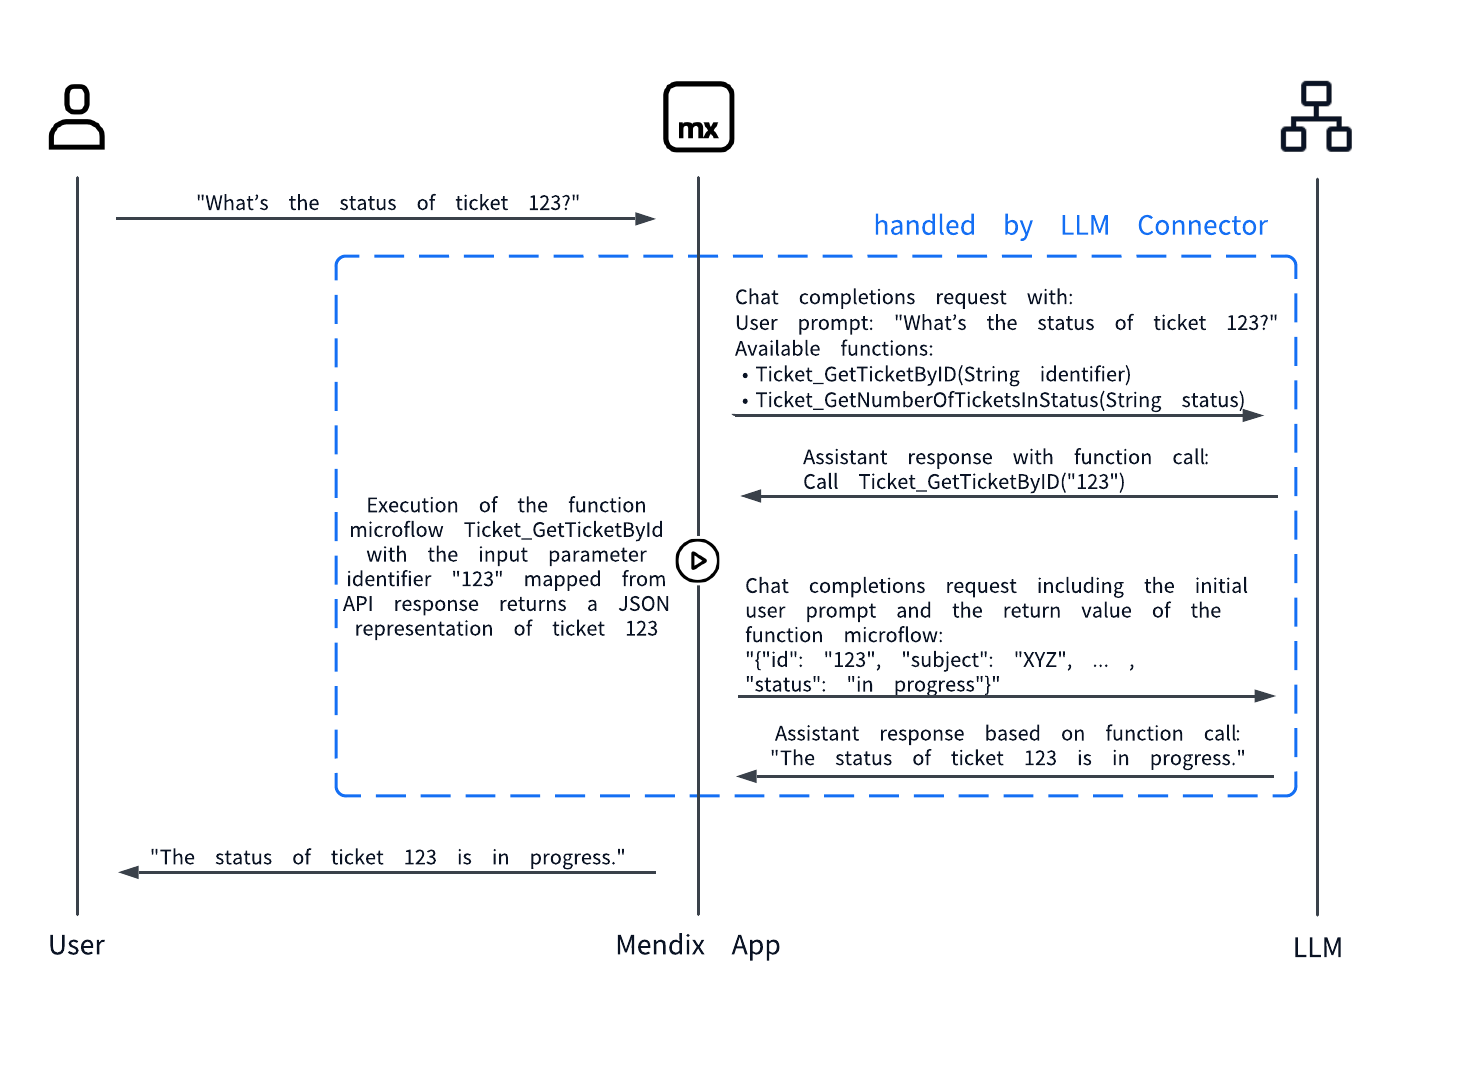 mx
"What’s the status of ticket 123?"
handled by LLM Connector
Chat completions request with:
User prompt: "What’s the status of ticket 123?"
Available functions:
• Ticket_GetTicketByID(String identifier)
• Ticket_GetNumberOfTicketsInStatus(String status)
Assistant response with function call:
Call Ticket_GetTicketByID("123")
Execution of the function
microflow Ticket_GetTicketById
with the input parameter
identifier "123" mapped from
API response returns a JSON
representation of ticket 123
Chat completions request including the initial
user prompt and the return value of the
function microflow:
"{"id": "123", "subject": "XYZ", ... ,
"status": "in progress"}"
Assistant response based on function call:
"The status of ticket 123 is in progress."
"The status of ticket 123 is in progress."
User
Mendix App
LLM